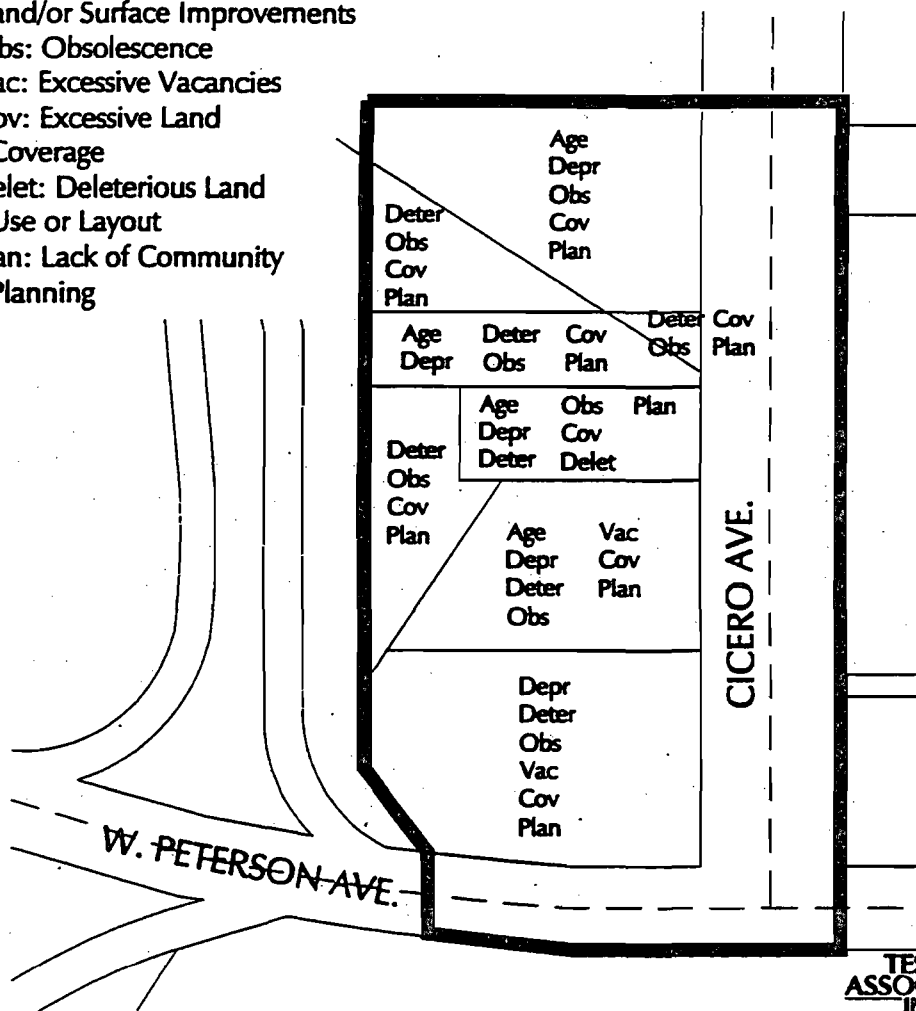 and/or Surface Improvements
bs: Obsolescence
ac: Excessive Vacancies
ov: Excessive Land
Coverage
elet: Deleterious Land
Use or Layout
an: Lack of Community
Planning
Age
Depr
Obs
Cov
Plan
Deter
Obs
Cov
Plan
Deter Cov
Obs Plan
Age Deter Cov
Depr Obs Plan
Age Obs Plan
Depr Cov
Deter Delet
Deter
Obs
Cov
Plan
Age Vac
Depr Cov
Deter Plan
Obs
CICERO AVE.
Depr
Deter
Obs
Vac
Cov
Plan
W. PETERSON AVE.
TES
ASSO
IN